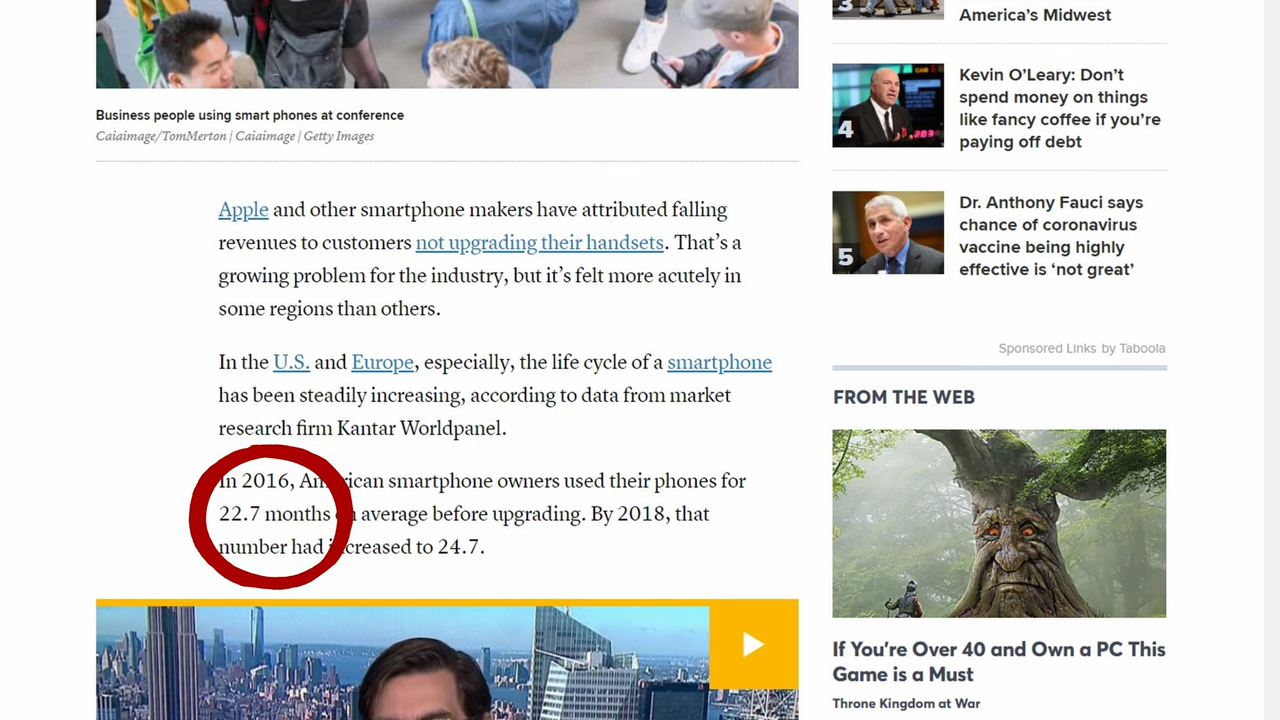 Business people using smart phones at conference
Caiaimage/TomMerton | Caiaimage | Getty Images
Apple and other smartphone makers have attributed falling
revenues to customers not upgrading their handsets. That’s a
growing problem for the industry, but it’s felt more acutely in
some regions than others.
In the U.S. and Europe, especially, the life cycle of a smartphone
has been steadily increasing, according to data from market
research firm Kantar Worldpanel.
In 2016, American smartphone owners used their phones for
22.7 months on average before upgrading. By 2018, that
number had increased to 24.7.
3
America’s Midwest
4
Kevin O’Leary: Don’t
spend money on things
like fancy coffee if you’re
paying off debt
5
Dr. Anthony Fauci says
chance of coronavirus
vaccine being highly
effective is ‘not great’
Sponsored Links by Taboola
FROM THE WEB
If You’re Over 40 and Own a PC This
Game is a Must
Throne Kingdom at War